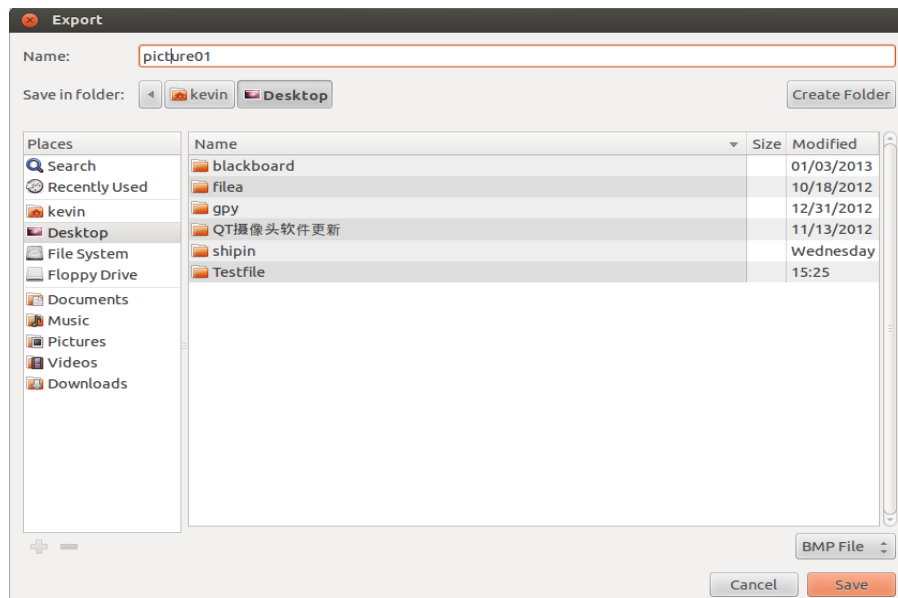 Export
Name: picture01
Save in folder: kevin Desktop Create Folder
Places
Search
Recently Used
kevin
Desktop
File System
Floppy Drive
Documents
Music
Pictures
Videos
Downloads
Name Size Modified
blackboard 01/03/2013
filea 10/18/2012
gpy 12/31/2012
QT摄像头软件更新 11/13/2012
shipin Wednesday
Testfile 15:25
BMP File
Cancel Save